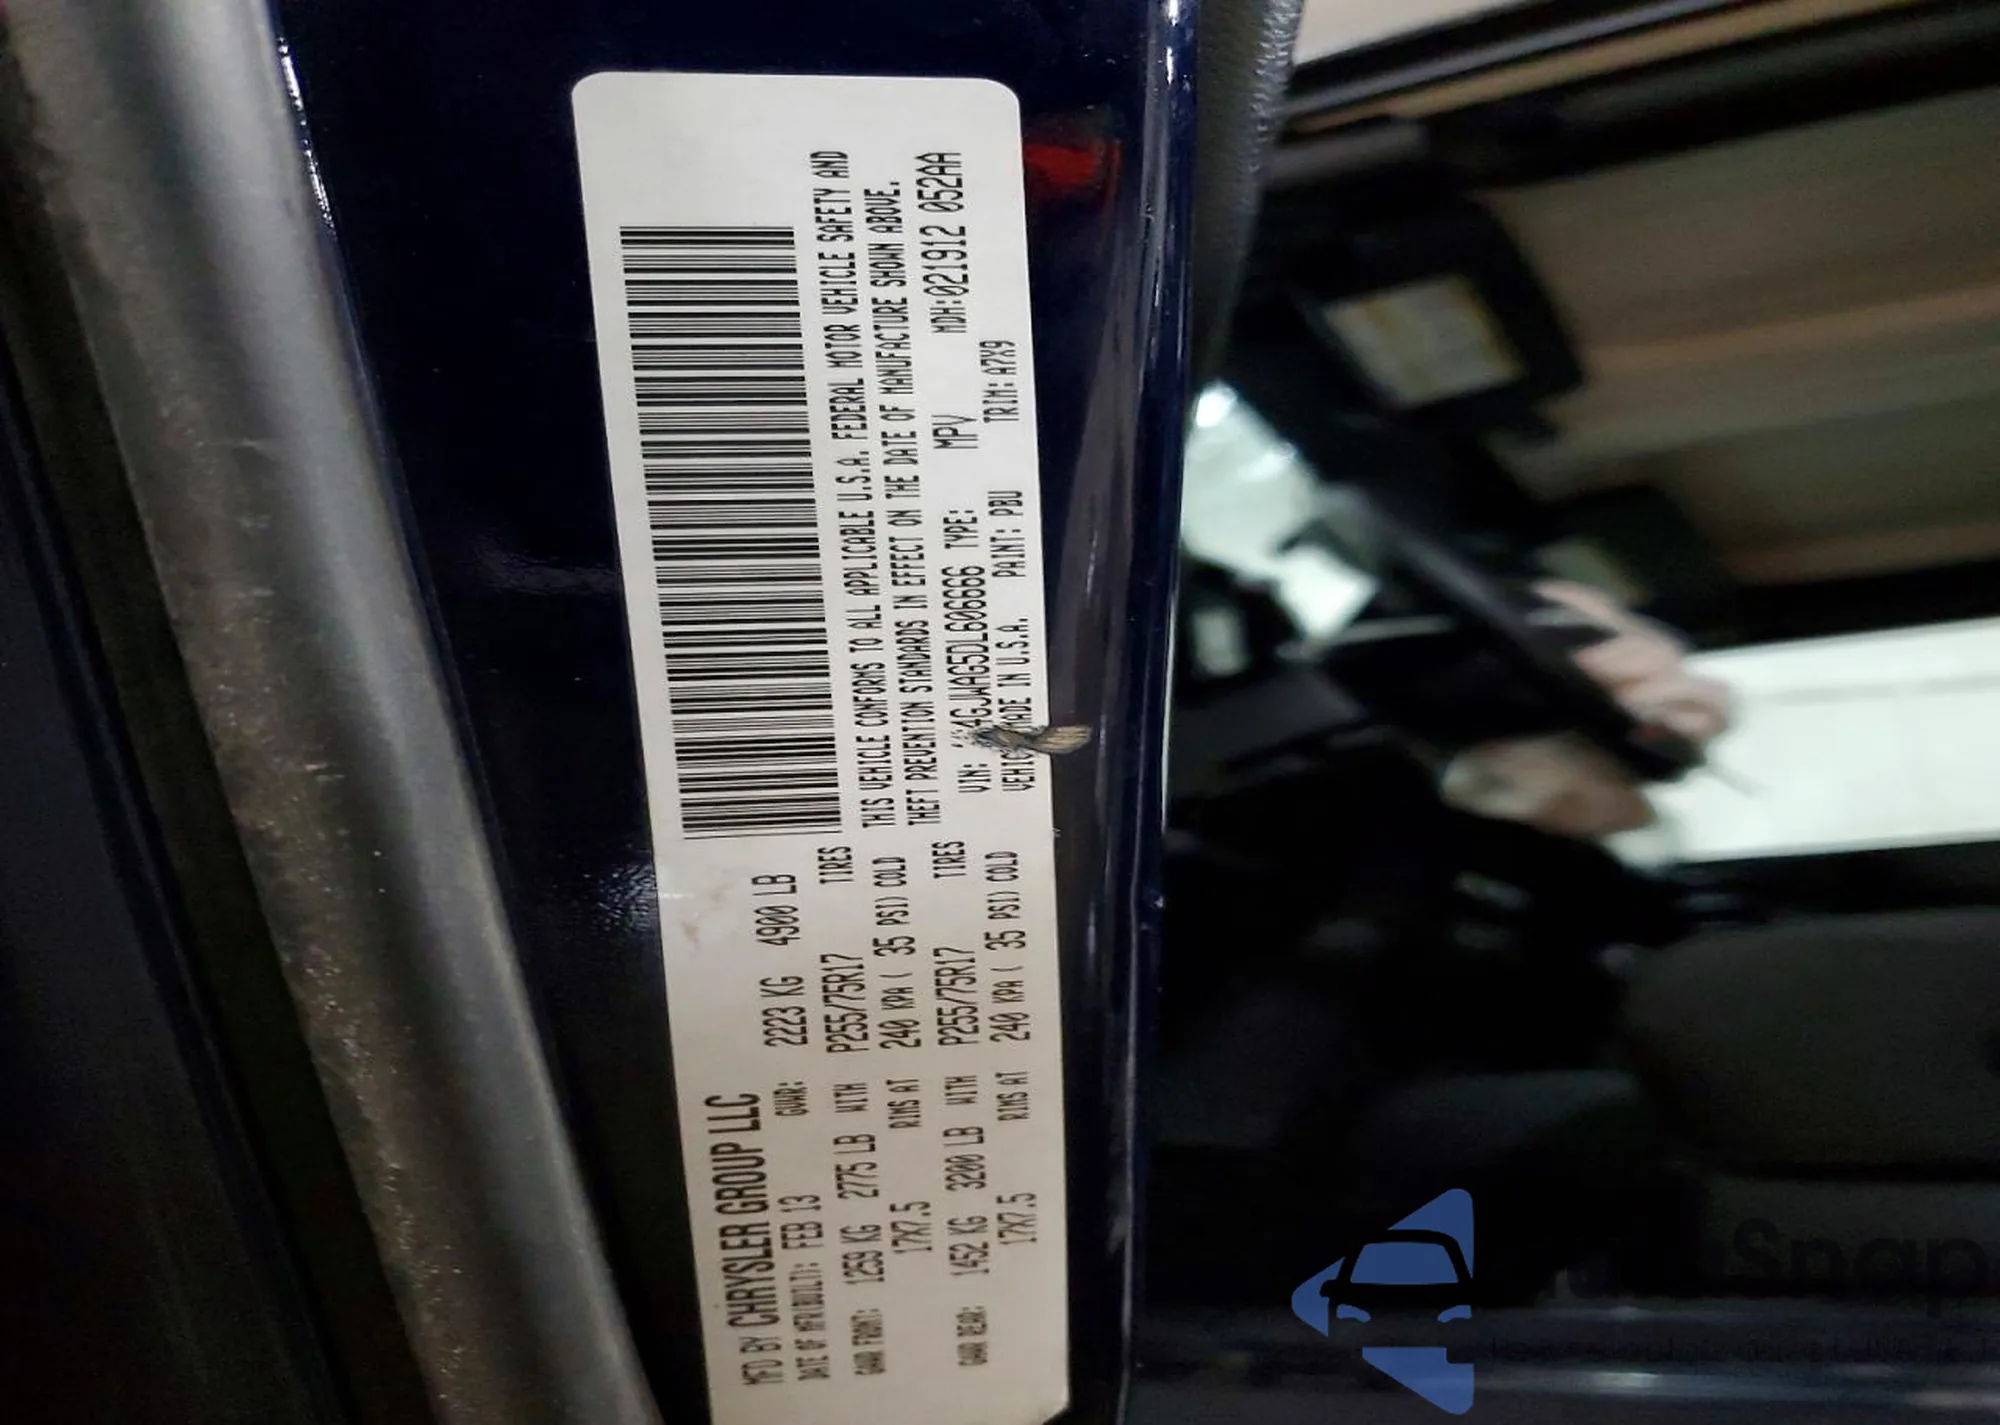 MFD BY CHRYSLER GROUP LLC
DATE OF MFR(BUILT): FEB 13 GVWR: 2223 KG 4900 LB
GAWR FRONT: 1259 KG 2775 LB WITH P255/75R17 TIRES
17X7.5 RIMS AT 240 KPA ( 35 PSI) COLD
GAWR REAR: 1452 KG 3200 LB WITH P255/75R17 TIRES
17X7.5 RIMS AT 240 KPA ( 35 PSI) COLD
THIS VEHICLE CONFORMS TO ALL APPLICABLE U.S.A. FEDERAL MOTOR VEHICLE SAFETY AND
THEFT PREVENTION STANDARDS IN EFFECT ON THE DATE OF MANUFACTURE SHOWN ABOVE.
VIN: TYPE: MPV MDH:021912 052AA
MADE IN U.S.A. PAINT: PBU TRIM: A7X9
Snap